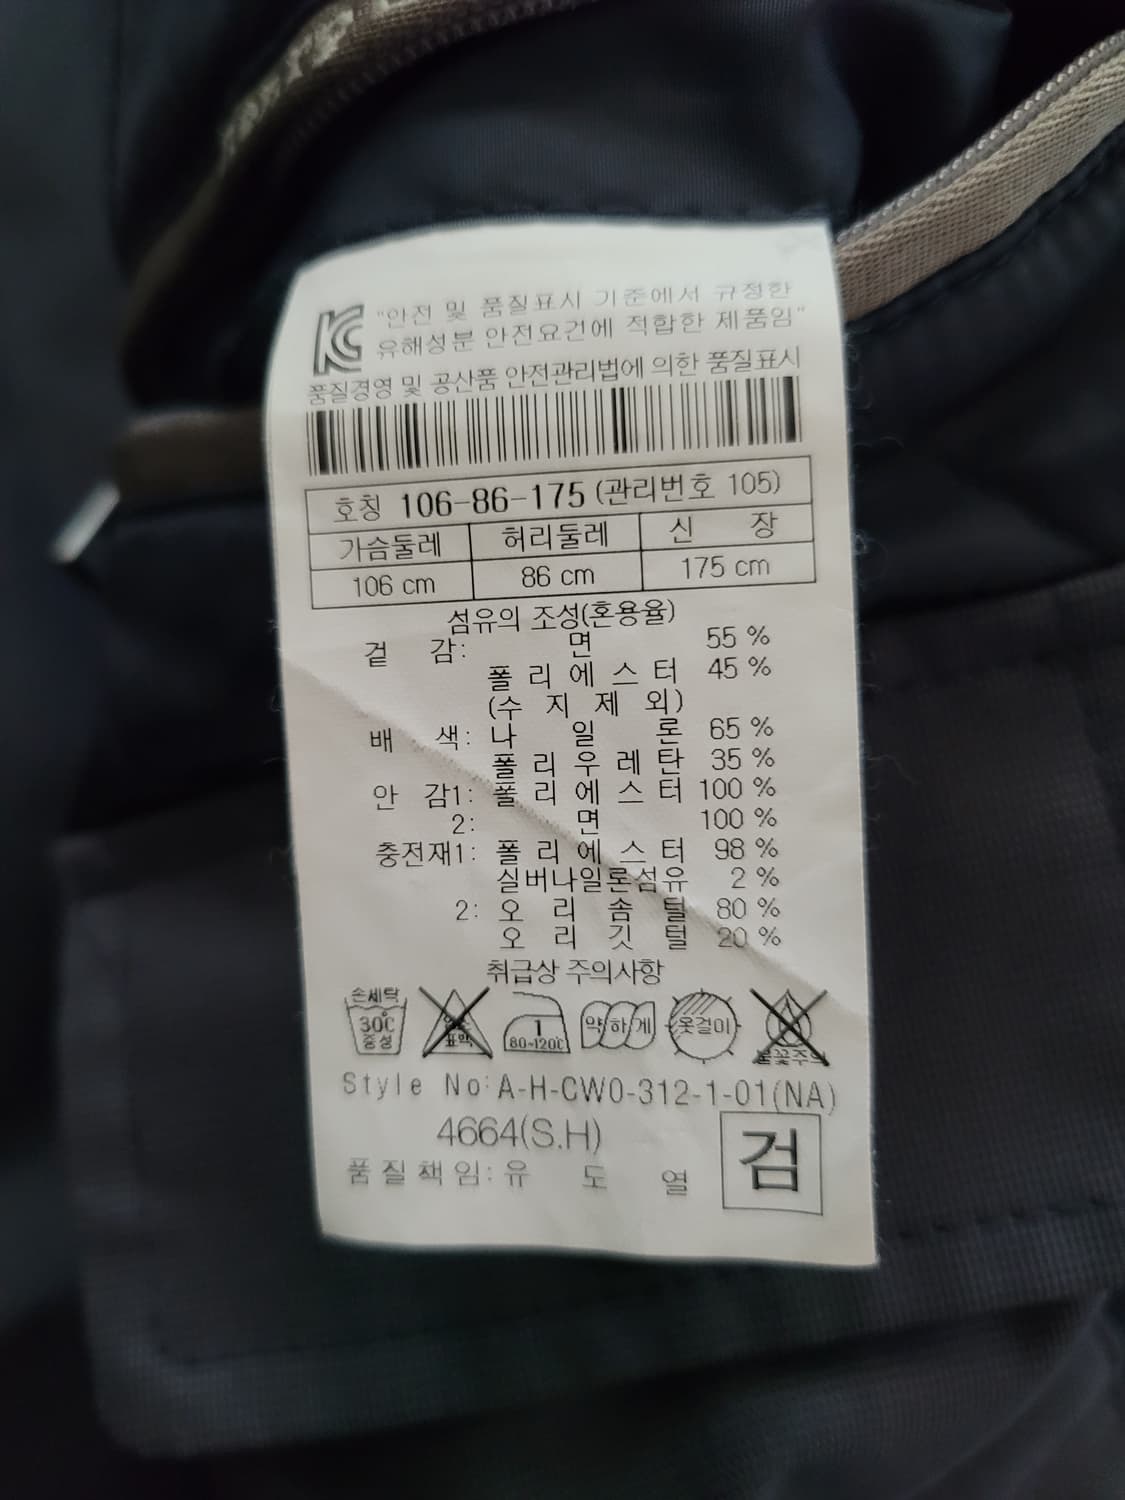 KC "안전 및 품질표시 기준에서 규정한
유해성분 안전요건에 적합한 제품임"
품질경영 및 공산품 안전관리법에 의한 품질표시
호칭 106-86-175 (관리번호 105)
가슴둘레 허리둘레 신 장
106 cm 86 cm 175 cm
섬유의 조성(혼용율)
겉 감: 면 55 %
폴리에스터 45 %
(수지제외)
배 색: 나일론 65 %
폴리우레탄 35 %
안 감1: 폴리에스터 100 %
2: 면 100 %
충전재1: 폴리에스터 98 %
실버나일론섬유 2 %
2: 오리솜털 80 %
오리깃털 20 %
취급상 주의사항
손세탁 30℃ 중성
표백
1 80~120℃
약하게
옷걸이
불꽃주의
Style No: A-H-CW0-312-1-01(NA)
4664(S.H)
품질책임: 유 도 열
검